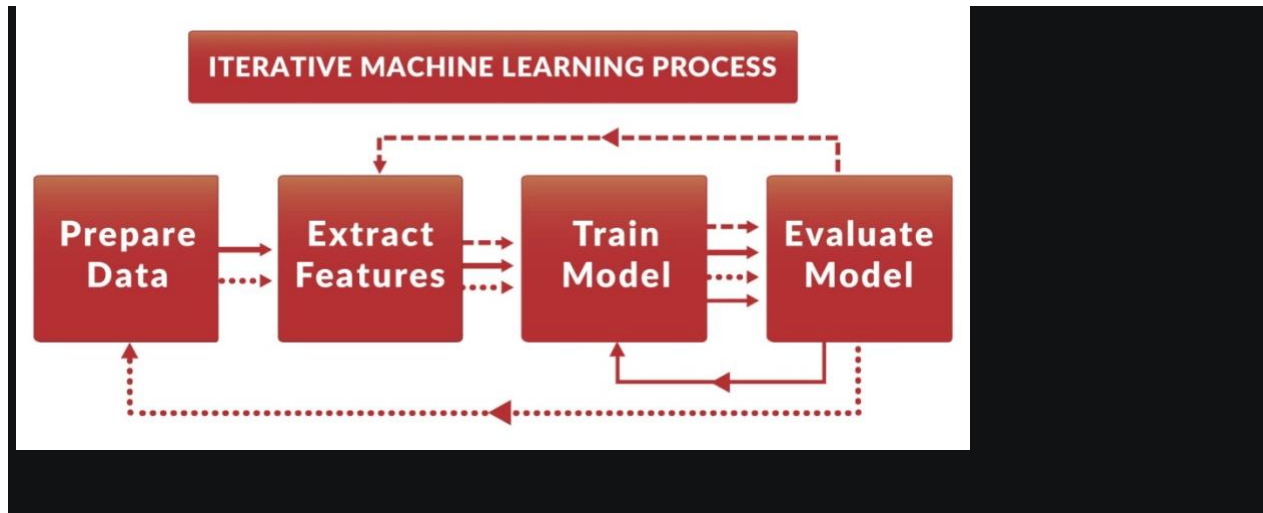 ITERATIVE MACHINE LEARNING PROCESS
Prepare
Data
Extract
Features
Train
Model
Evaluate
Model